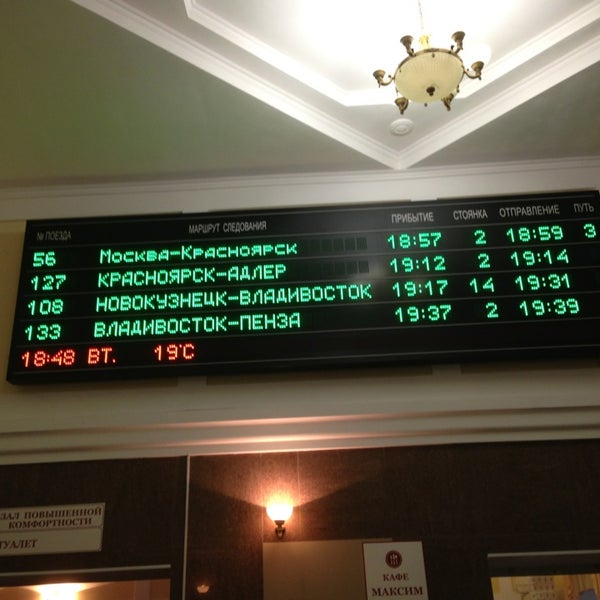 № ПОЕЗДА МАРШРУТ СЛЕДОВАНИЯ ПРИБЫТИЕ СТОЯНКА ОТПРАВЛЕНИЕ ПУТЬ
56 Москва-Красноярск 18:57 2 18:59 3
127 КРАСНОЯРСК-АДЛЕР 19:12 2 19:14
108 НОВОКУЗНЕЦК-ВЛАДИВОСТОК 19:17 14 19:31
133 ВЛАДИВОСТОК-ПЕНЗА 19:37 2 19:39
18:48 ВТ. 19°C
ЗАЛ ПОВЫШЕННОЙ
КОМФОРТНОСТИ
ТУАЛЕТ
КАФЕ
МАКСИМ